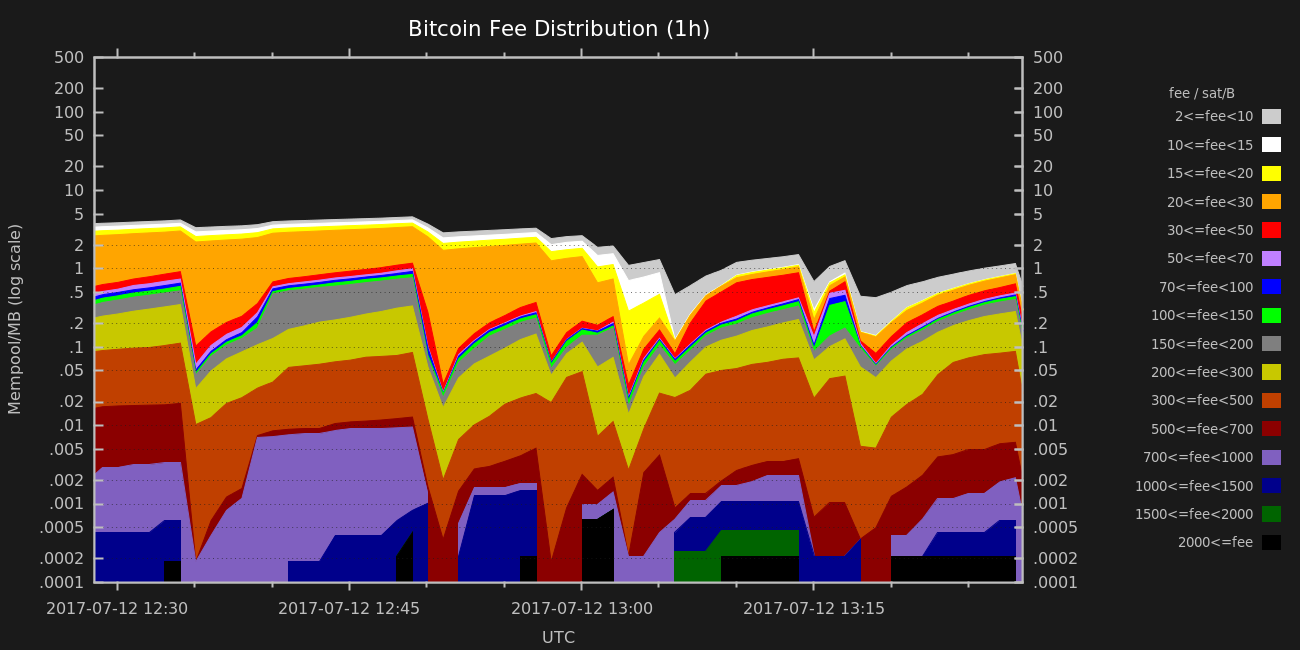 Bitcoin Fee Distribution (1h)
Mempool/MB (log scale)
500
200
100
50
20
10
5
2
1
.5
.2
.1
.05
.02
.01
.005
.002
.001
.0005
.0002
.0001
500
200
100
50
20
10
5
2
1
.5
.2
.1
.05
.02
.01
.005
.002
.001
.0005
.0002
.0001
2017-07-12 12:30
2017-07-12 12:45
2017-07-12 13:00
2017-07-12 13:15
UTC
fee / sat/B
2<=fee<10
10<=fee<15
15<=fee<20
20<=fee<30
30<=fee<50
50<=fee<70
70<=fee<100
100<=fee<150
150<=fee<200
200<=fee<300
300<=fee<500
500<=fee<700
700<=fee<1000
1000<=fee<1500
1500<=fee<2000
2000<=fee